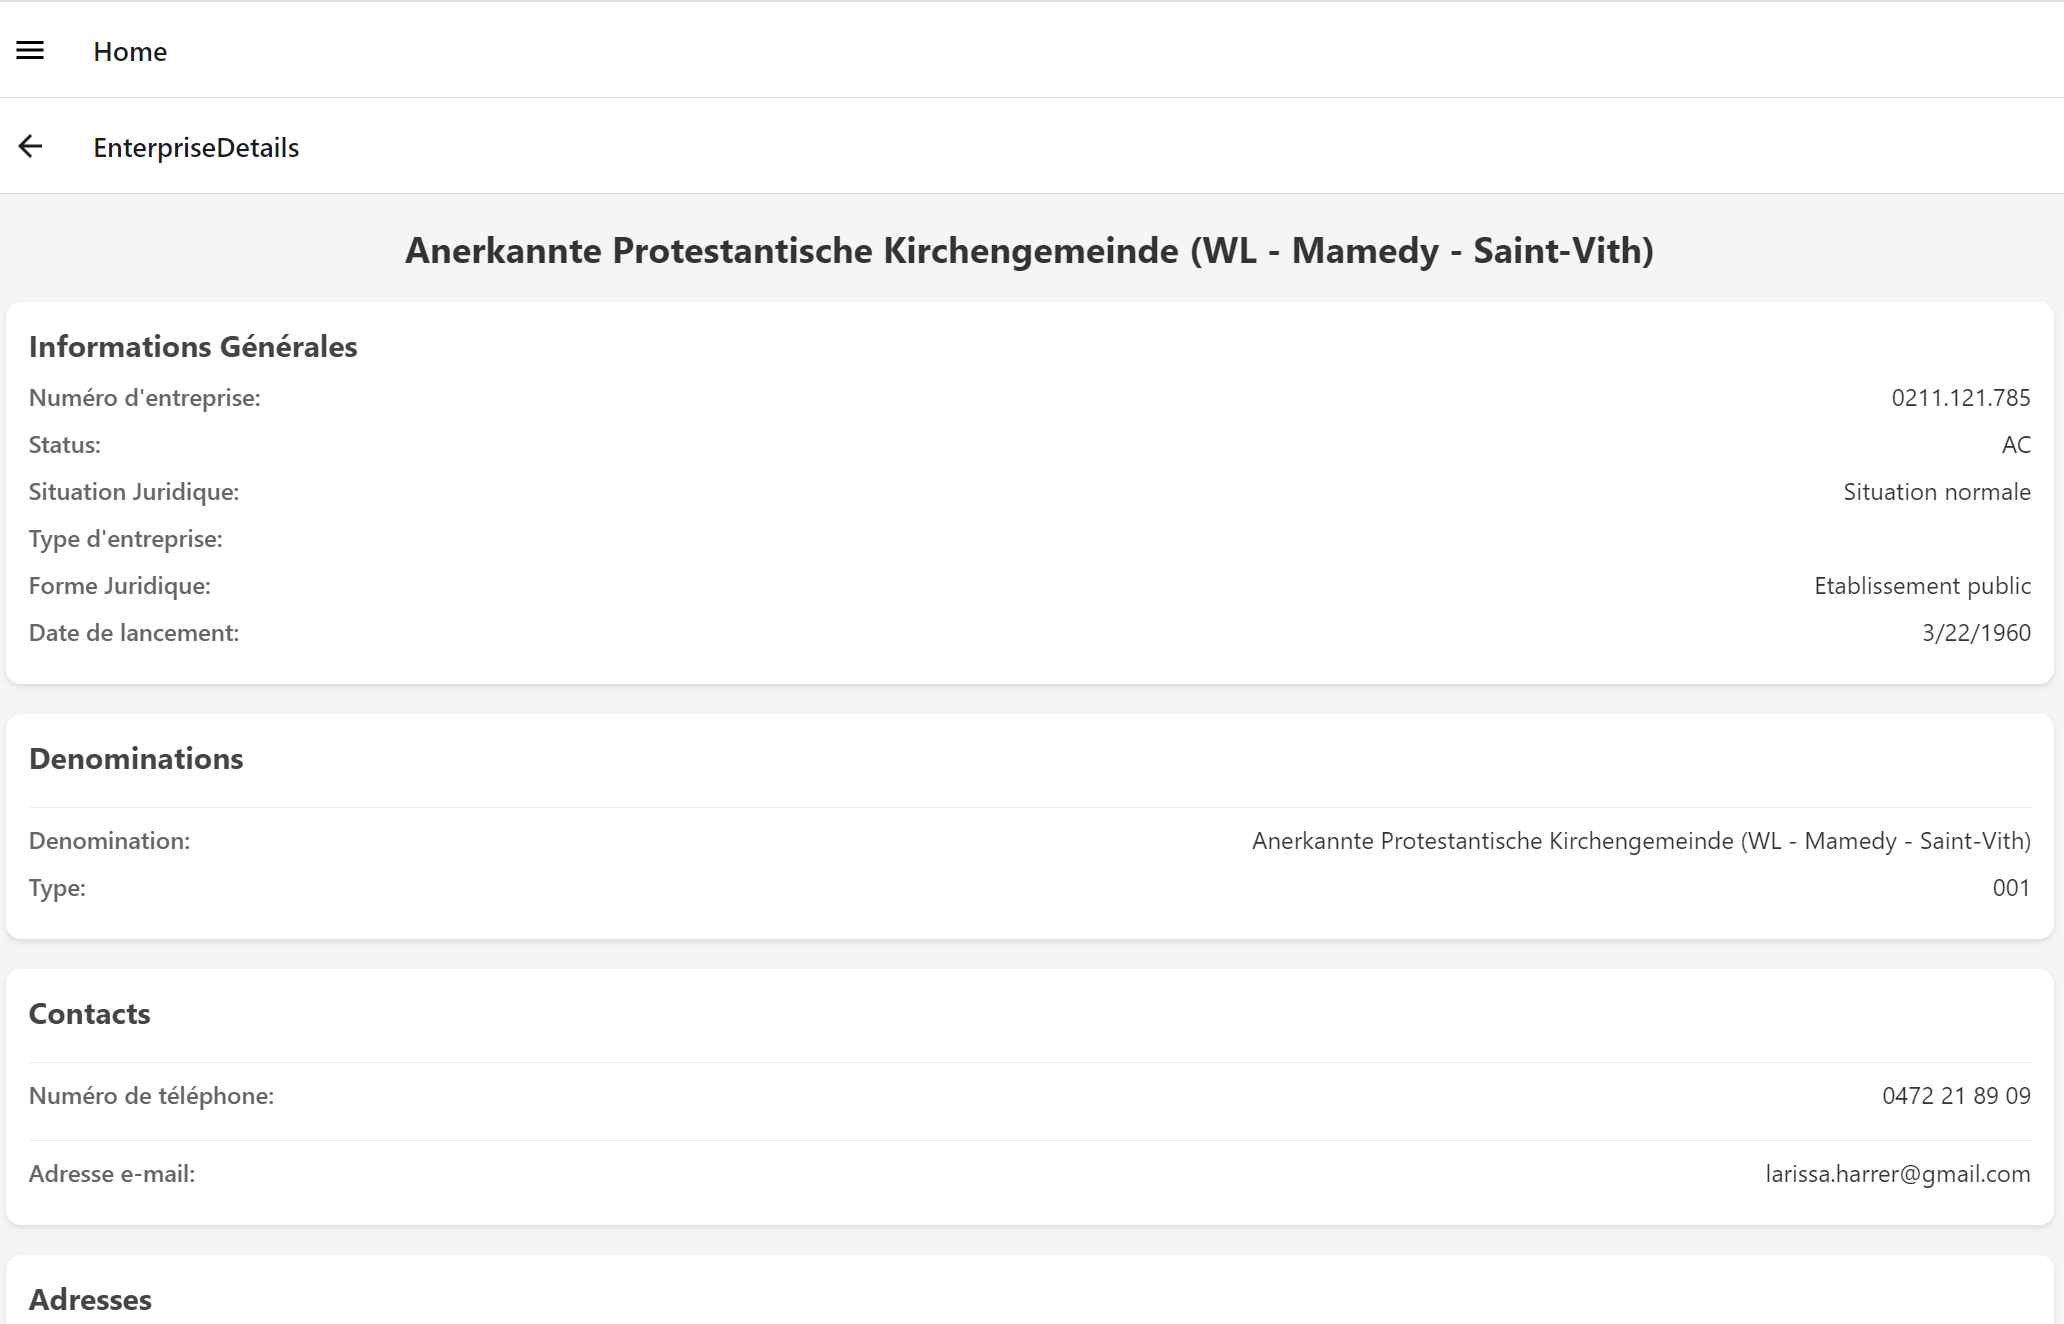 Home
EnterpriseDetails
Anerkannte Protestantische Kirchengemeinde (WL - Mamedy - Saint-Vith)
Informations Générales
Numéro d'entreprise: 0211.121.785
Status: AC
Situation Juridique: Situation normale
Type d'entreprise:
Forme Juridique: Etablissement public
Date de lancement: 3/22/1960
Denominations
Denomination: Anerkannte Protestantische Kirchengemeinde (WL - Mamedy - Saint-Vith)
Type: 001
Contacts
Numéro de téléphone: 0472 21 89 09
Adresse e-mail: larissa.harrer@gmail.com
Adresses